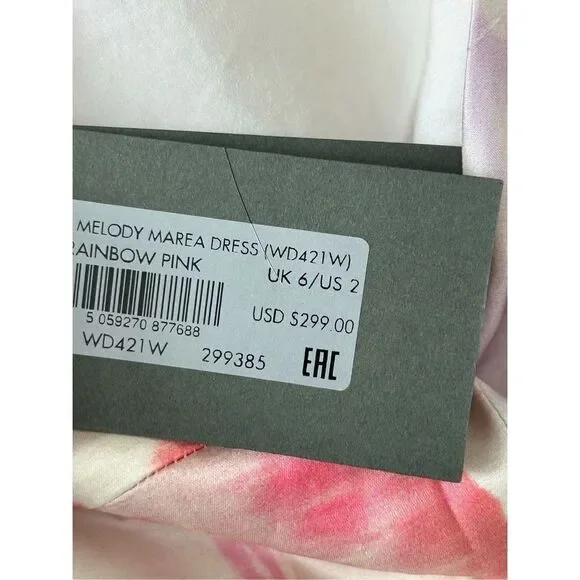 MELODY MAREA DRESS (WD421W)
RAINBOW PINK
UK 6/US 2
5 059270 877688
USD $299.00
WD421W 299385 EAC